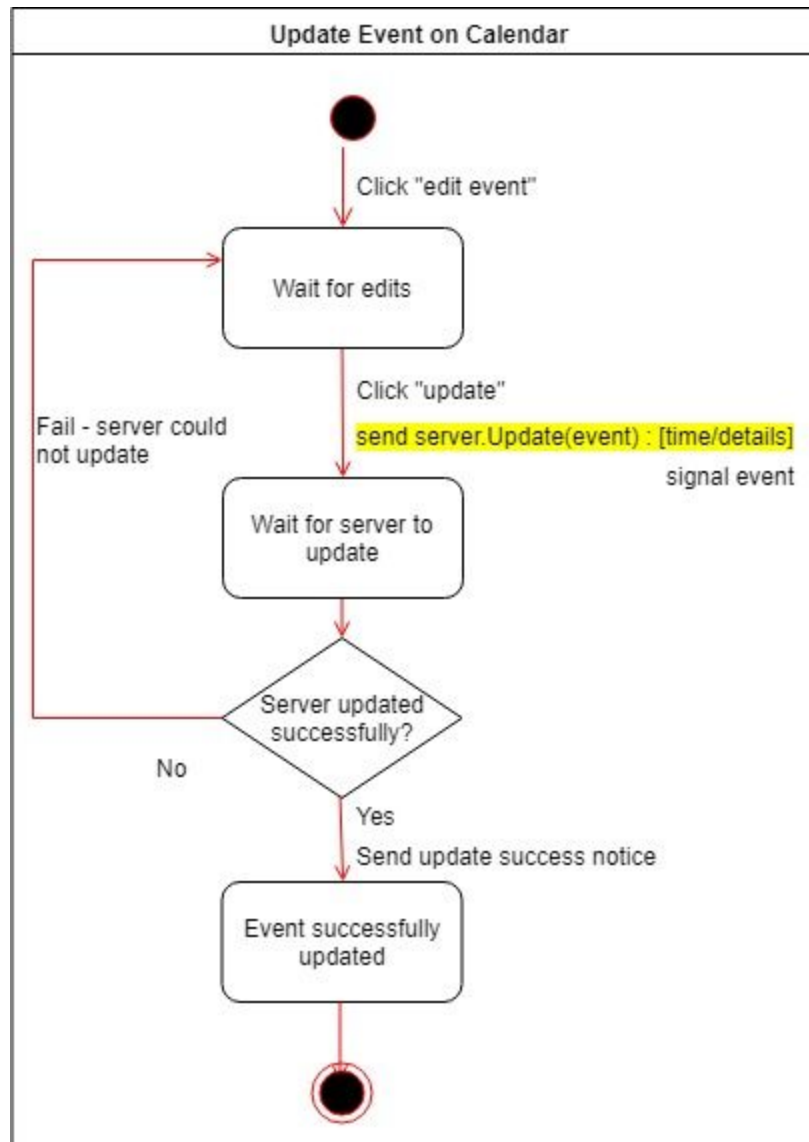 Update Event on Calendar
Click "edit event"
Wait for edits
Click "update"
Fail - server could
not update
send server.Update(event) : [time/details]
signal event
Wait for server to
update
Server updated
successfully?
No
Yes
Send update success notice
Event successfully
updated